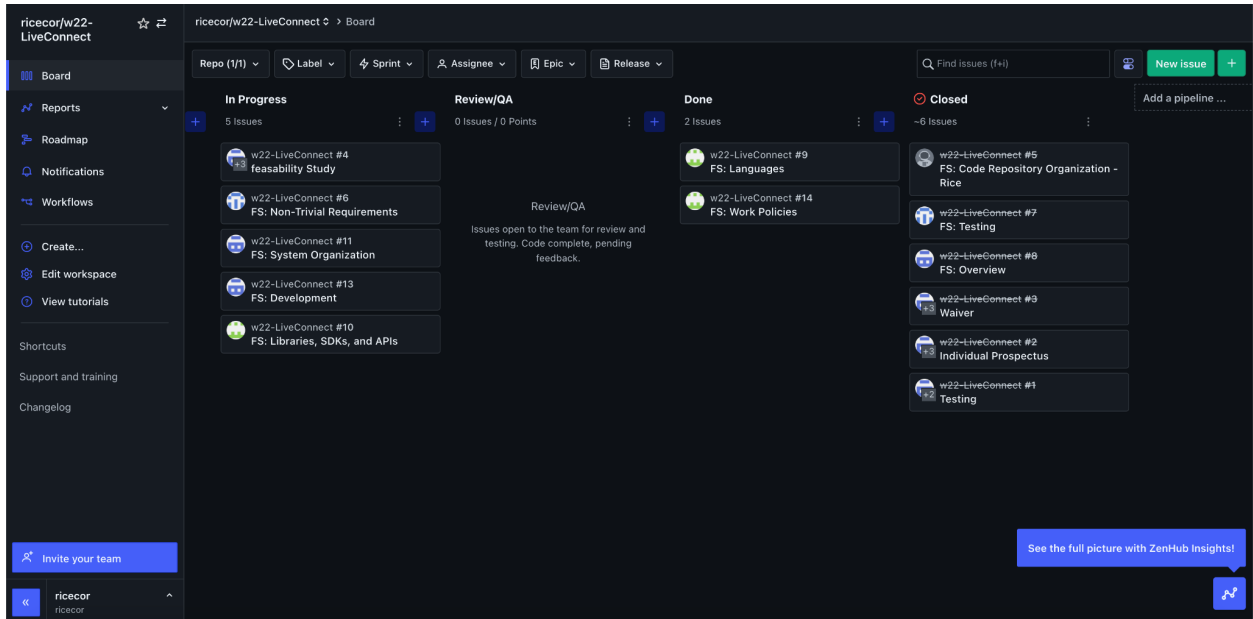 ricecor/w22-
LiveConnect
Board
Reports
Roadmap
Notifications
Workflows
Create...
Edit workspace
View tutorials
Shortcuts
Support and training
Changelog
Invite your team
«
ricecor
ricecor
ricecor/w22-LiveConnect > Board
Repo (1/1)
Label
Sprint
Assignee
Epic
Release
Find issues (f+i)
New issue
+
+
In Progress
5 Issues
+
w22-LiveConnect #4
+3
feasability Study
w22-LiveConnect #6
FS: Non-Trivial Requirements
w22-LiveConnect #11
FS: System Organization
w22-LiveConnect #13
FS: Development
w22-LiveConnect #10
FS: Libraries, SDKs, and APIs
Review/QA
0 Issues / 0 Points
+
Review/QA
Issues open to the team for review and
testing. Code complete, pending
feedback.
Done
2 Issues
+
w22-LiveConnect #9
FS: Languages
w22-LiveConnect #14
FS: Work Policies
Closed
~6 Issues
w22-LiveConnect #5
FS: Code Repository Organization -
Rice
w22-LiveConnect #7
FS: Testing
w22-LiveConnect #8
FS: Overview
w22-LiveConnect #3
+3
Waiver
w22-LiveConnect #2
+3
Individual Prospectus
w22-LiveConnect #1
+2
Testing
Add a pipeline ...
See the full picture with ZenHub Insights!